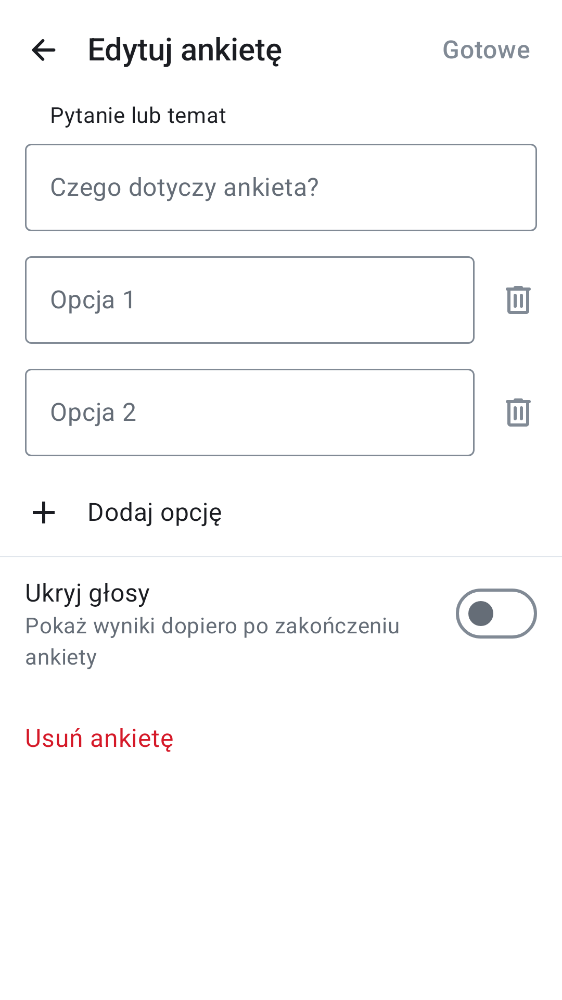 Edytuj ankietę
Gotowe
Pytanie lub temat
Czego dotyczy ankieta?
Opcja 1
Opcja 2
Dodaj opcję
Ukryj głosy
Pokaż wyniki dopiero po zakończeniu
ankiety
Usuń ankietę